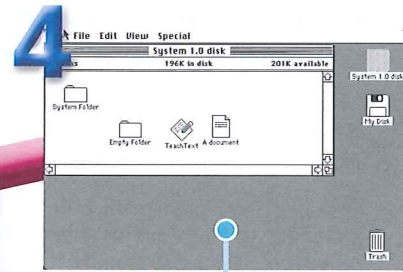 4
File Edit View Special
System 1.0 disk
196K in disk 201K available
System Folder
Empty Folder TeachText A document
System 1.0 disk
My Disk
Trash